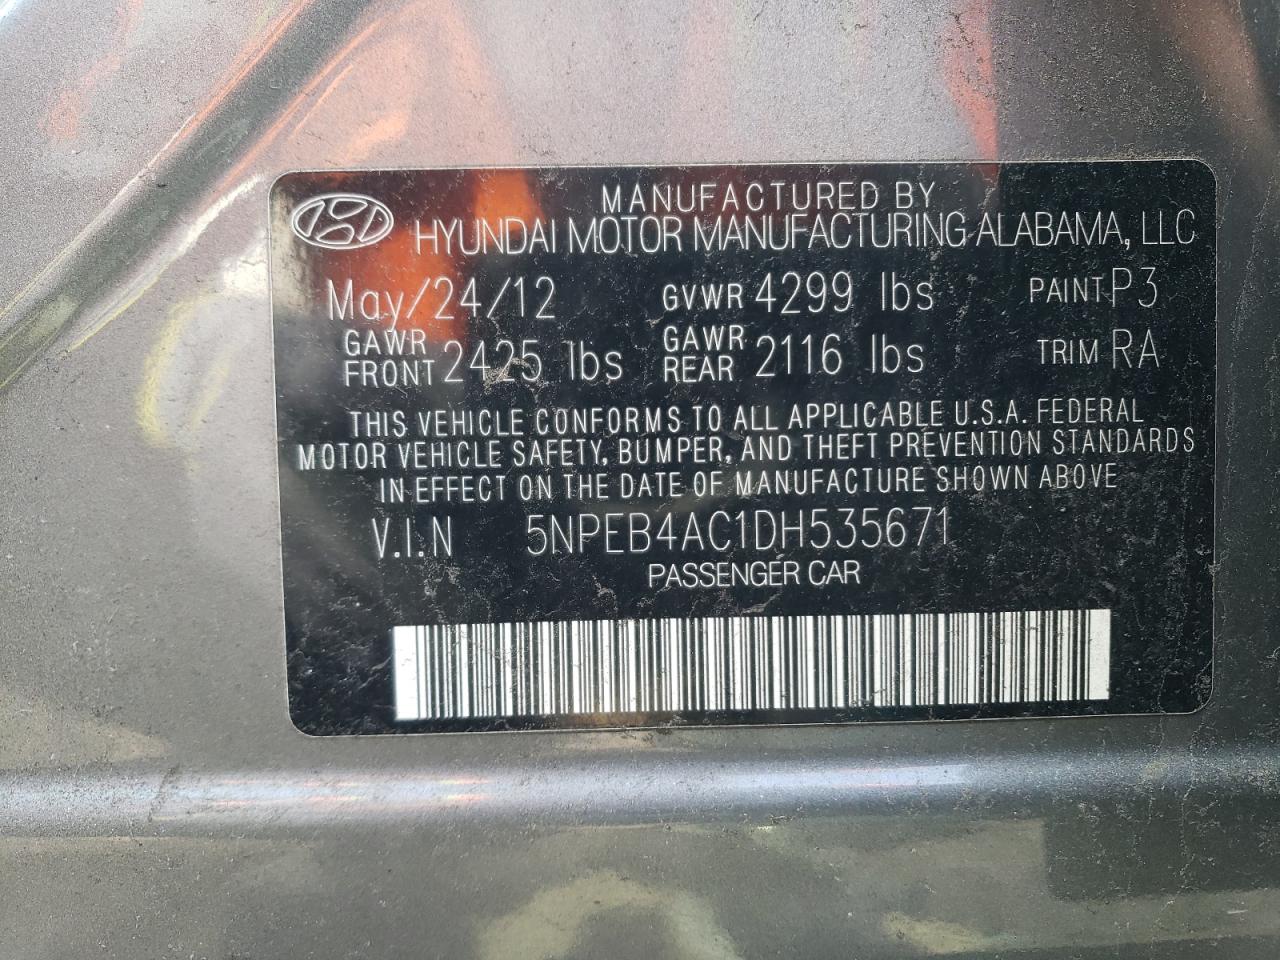 MANUFACTURED BY
HYUNDAI MOTOR MANUFACTURING ALABAMA, LLC
May/24/12 GVWR 4299 lbs PAINT P3
GAWR FRONT 2425 lbs GAWR REAR 2116 lbs TRIM RA
THIS VEHICLE CONFORMS TO ALL APPLICABLE U.S.A. FEDERAL
MOTOR VEHICLE SAFETY, BUMPER, AND THEFT PREVENTION STANDARDS
IN EFFECT ON THE DATE OF MANUFACTURE SHOWN ABOVE
V.I.N 5NPEB4AC1DH535671
PASSENGER CAR